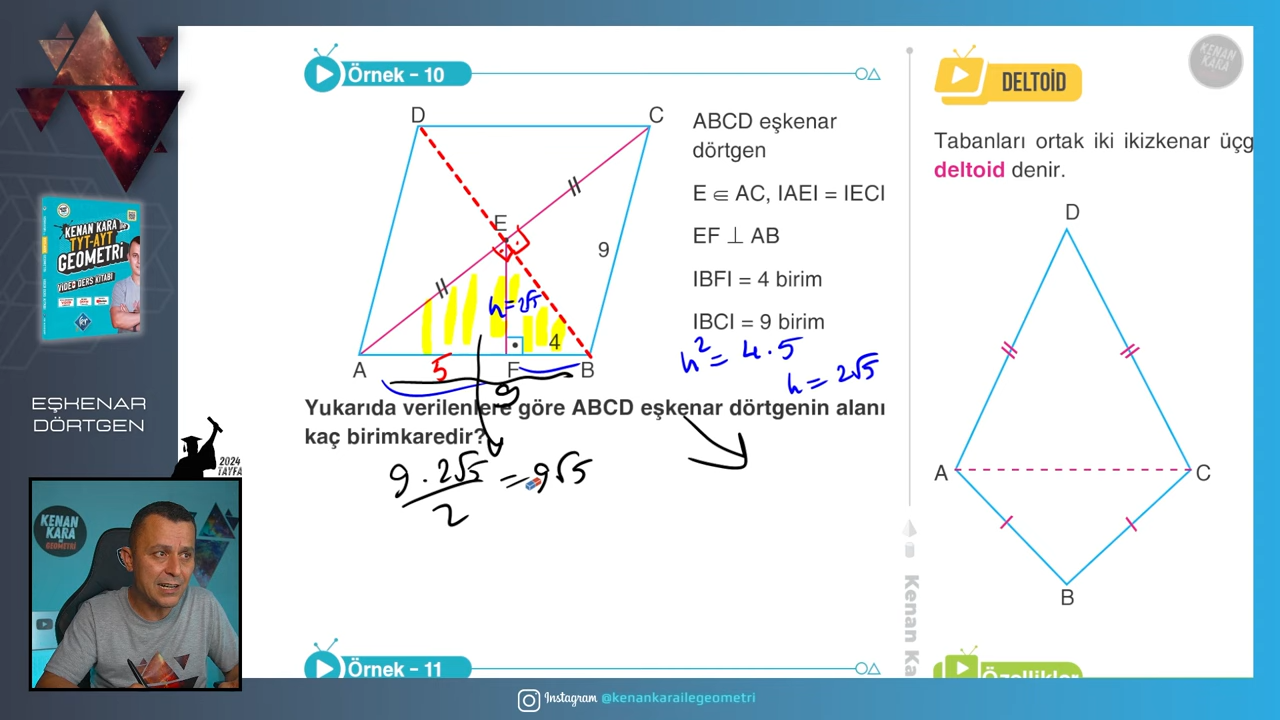 KENAN KARA
TYT-AYT
GEOMETRİ
VİDEO DERS KİTABI
EŞKENAR
DÖRTGEN
2024
TAYFA
KENAN
KARA
GEOMETRİ
Örnek - 10
D
C
E
9
h=2√5
4
A
5
F
B
9
ABCD eşkenar
dörtgen
E ∈ AC, IAEI = IECI
EF ⊥ AB
IBFI = 4 birim
IBCI = 9 birim
h² = 4.5
h = 2√5
Yukarıda verilenlere göre ABCD eşkenar dörtgenin alanı
kaç birimkaredir?
9.2√5/2 = 9√5
Örnek - 11
Kenan Ka
KENAN
KARA
DELTOİD
Tabanları ortak iki ikizkenar üçg
deltoid denir.
D
A
C
B
Özellikler
Instagram @kenankarailegeometri